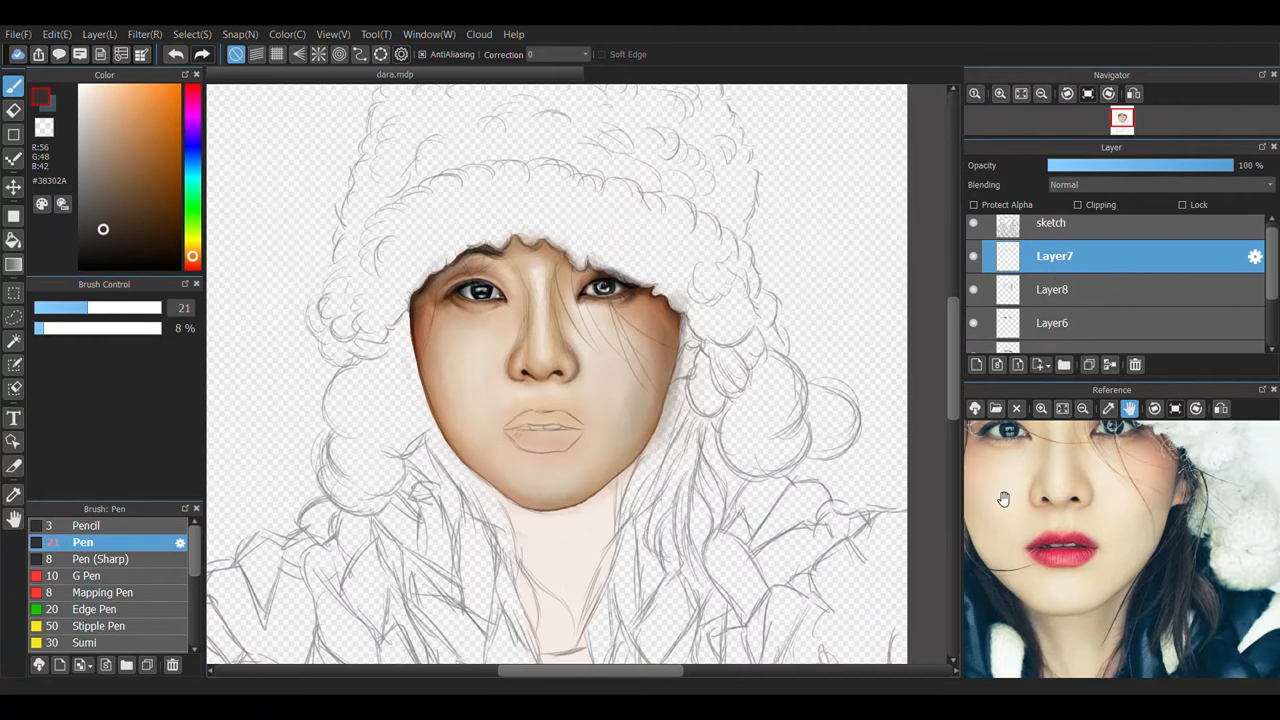 File(F) Edit(E) Layer(L) Filter(R) Select(S) Snap(N) Color(C) View(V) Tool(T) Window(W) Cloud Help
AntiAliasing Correction 0 Soft Edge
Color
dara.mdp
Navigator
R:56
G:48
B:42
#38302A
Layer
Opacity 100 %
Blending Normal
Protect Alpha Clipping Lock
sketch
Layer7
Layer8
Layer6
Brush Control
21
8 %
Reference
Brush: Pen
3 Pencil
21 Pen
8 Pen (Sharp)
10 G Pen
8 Mapping Pen
20 Edge Pen
50 Stipple Pen
30 Sumi